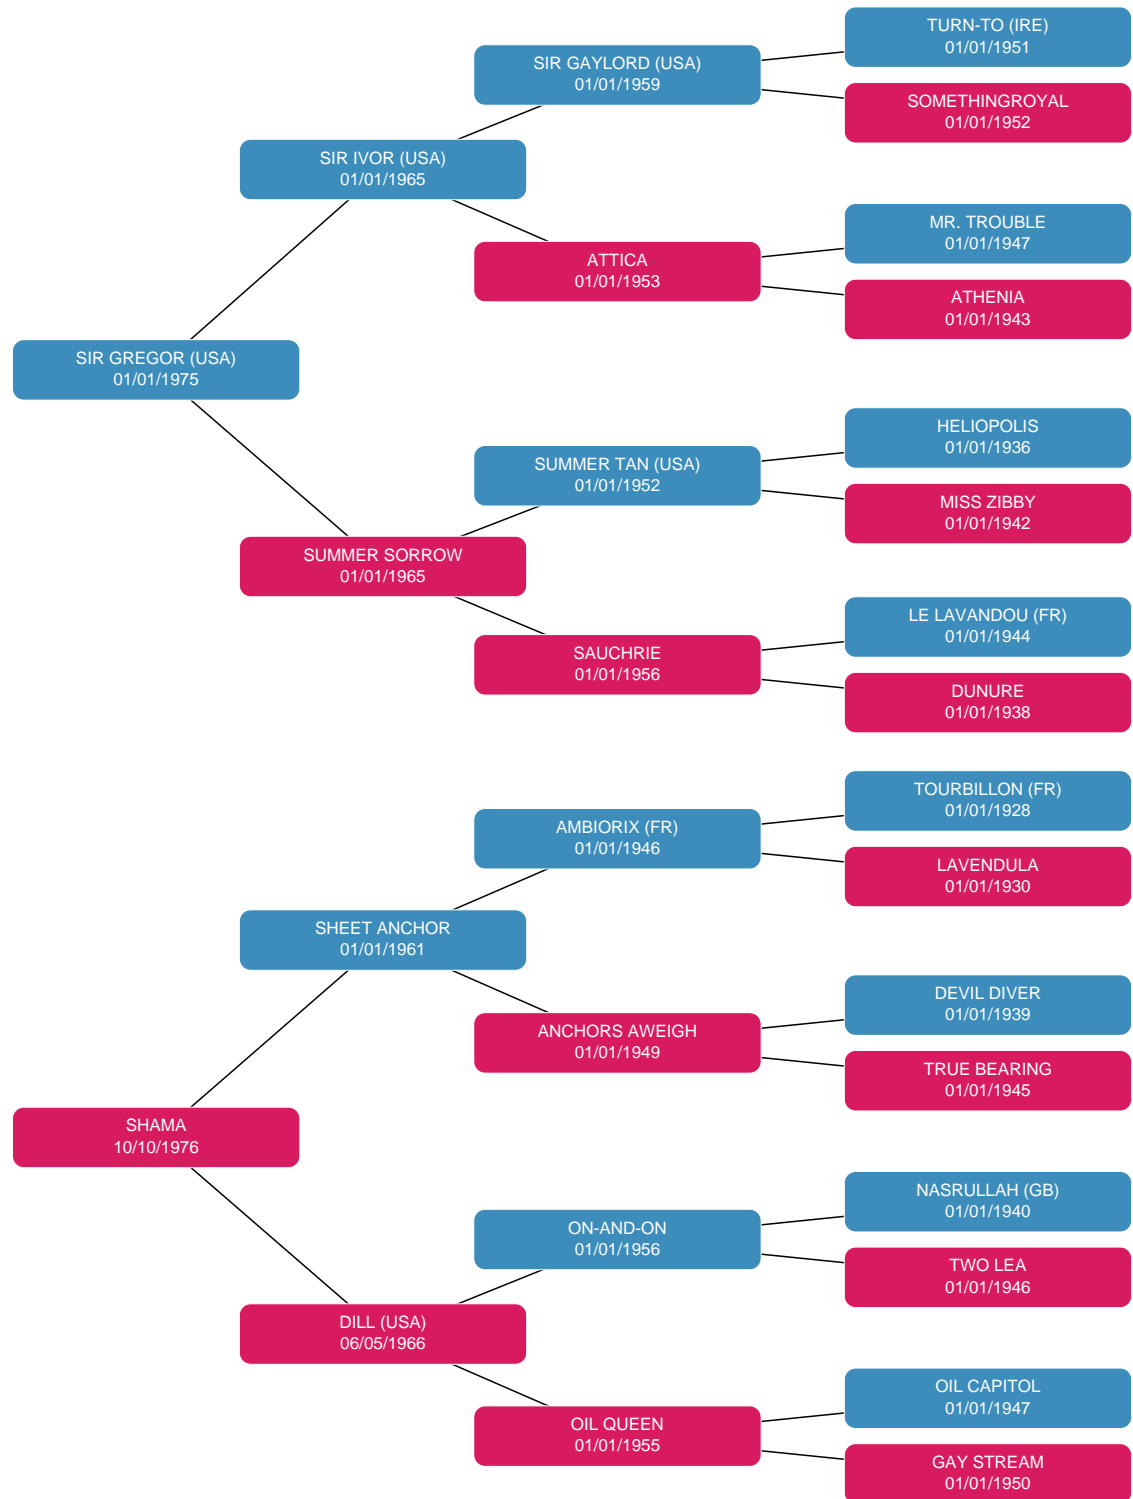 TURN-TO (IRE)
01/01/1951
SIR GAYLORD (USA)
01/01/1959
SOMETHINGROYAL
01/01/1952
SIR IVOR (USA)
01/01/1965
MR. TROUBLE
01/01/1947
ATTICA
01/01/1953
ATHENIA
01/01/1943
SIR GREGOR (USA)
01/01/1975
HELIOPOLIS
01/01/1936
SUMMER TAN (USA)
01/01/1952
MISS ZIBBY
01/01/1942
SUMMER SORROW
01/01/1965
LE LAVANDOU (FR)
01/01/1944
SAUCHRIE
01/01/1956
DUNURE
01/01/1938
TOURBILLON (FR)
01/01/1928
AMBIORIX (FR)
01/01/1946
LAVENDULA
01/01/1930
SHEET ANCHOR
01/01/1961
DEVIL DIVER
01/01/1939
ANCHORS AWEIGH
01/01/1949
TRUE BEARING
01/01/1945
SHAMA
10/10/1976
NASRULLAH (GB)
01/01/1940
ON-AND-ON
01/01/1956
TWO LEA
01/01/1946
DILL (USA)
06/05/1966
OIL CAPITOL
01/01/1947
OIL QUEEN
01/01/1955
GAY STREAM
01/01/1950